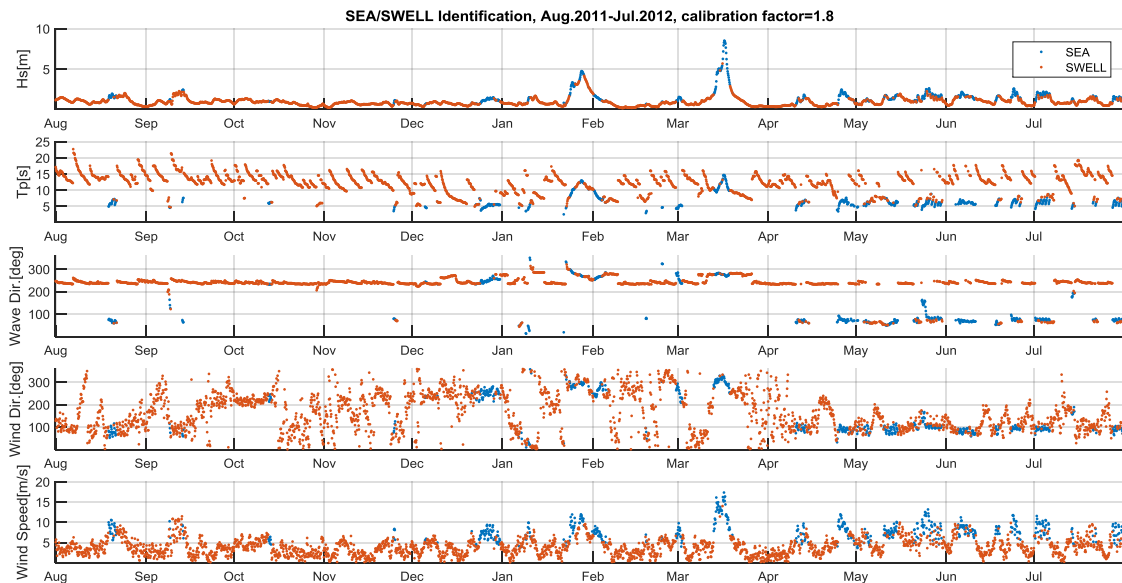 SEA/SWELL Identification, Aug.2011-Jul.2012, calibration factor=1.8
Hs[m]
10
5
SEA
SWELL
Aug Sep Oct Nov Dec Jan Feb Mar Apr May Jun Jul
Tp[s]
25
20
15
10
5
Aug Sep Oct Nov Dec Jan Feb Mar Apr May Jun Jul
Wave Dir.[deg]
300
200
100
Aug Sep Oct Nov Dec Jan Feb Mar Apr May Jun Jul
Wind Dir.[deg]
300
200
100
Aug Sep Oct Nov Dec Jan Feb Mar Apr May Jun Jul
Wind Speed[m/s]
20
15
10
5
Aug Sep Oct Nov Dec Jan Feb Mar Apr May Jun Jul